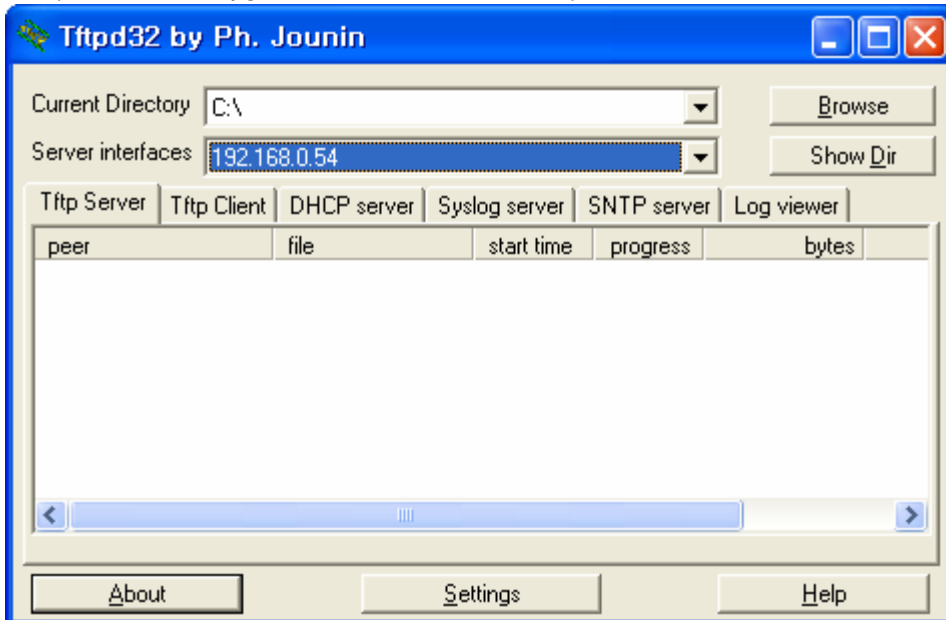 Tftpd32 by Ph. Jounin
Current Directory C:\ Browse
Server interfaces 192.168.0.54 Show Dir
Tftp Server Tftp Client DHCP server Syslog server SNTP server Log viewer
peer file start time progress bytes
About Settings Help